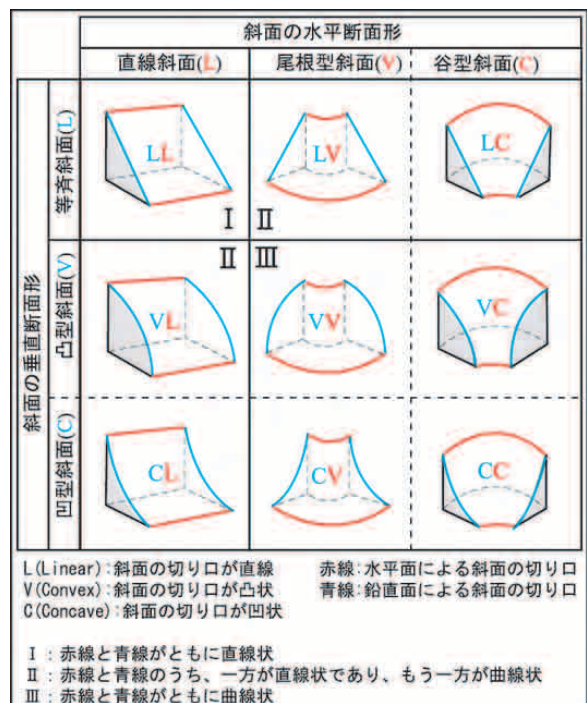 斜面の水平断面形
直線斜面(L) 尾根型斜面(V) 谷型斜面(C)
斜面の垂直断面形
等斉斜面(L)
LL
LV
LC
Ⅰ
Ⅱ
凸型斜面(V)
Ⅱ
Ⅲ
VL
VV
VC
凹型斜面(C)
CL
CV
CC
L(Linear):斜面の切り口が直線 赤線:水平面による斜面の切り口
V(Convex):斜面の切り口が凸状 青線:鉛直面による斜面の切り口
C(Concave):斜面の切り口が凹状
Ⅰ:赤線と青線がともに直線状
Ⅱ:赤線と青線のうち、一方が直線状であり、もう一方が曲線状
Ⅲ:赤線と青線がともに曲線状